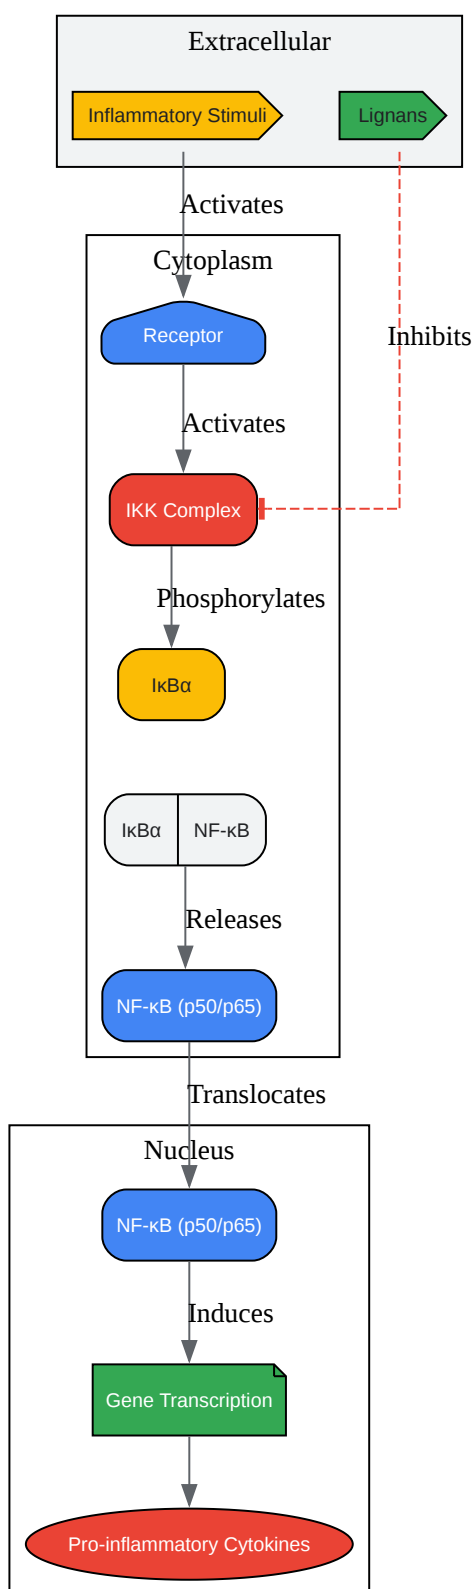 Extracellular
Inflammatory Stimuli
Lignans
Activates
Cytoplasm
Receptor
Inhibits
Activates
IKK Complex
Phosphorylates
IκBα
IκBα
NF-κB
Releases
NF-κB (p50/p65)
Translocates
Nucleus
NF-κB (p50/p65)
Induces
Gene Transcription
Pro-inflammatory Cytokines